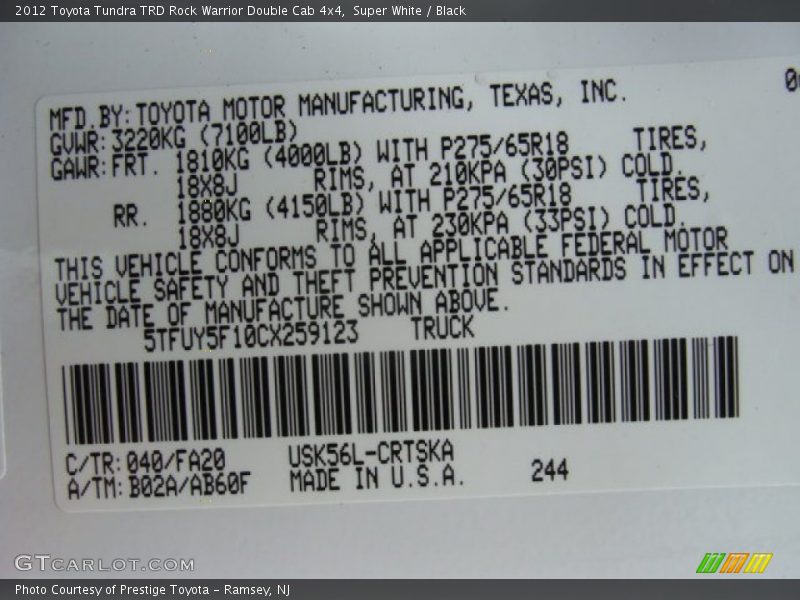 2012 Toyota Tundra TRD Rock Warrior Double Cab 4x4, Super White / Black
MFD.BY:TOYOTA MOTOR MANUFACTURING, TEXAS, INC.
GVWR:3220KG (7100LB)
GAWR:FRT. 1810KG (4000LB) WITH P275/65R18 TIRES,
18X8J RIMS, AT 210KPA (30PSI) COLD.
RR. 1880KG (4150LB) WITH P275/65R18 TIRES,
18X8J RIMS, AT 230KPA (33PSI) COLD.
THIS VEHICLE CONFORMS TO ALL APPLICABLE FEDERAL MOTOR
VEHICLE SAFETY AND THEFT PREVENTION STANDARDS IN EFFECT ON
THE DATE OF MANUFACTURE SHOWN ABOVE.
5TFUY5F10CX259123 TRUCK
C/TR:040/FA20 USK56L-CRTSKA
A/TM:B02A/AB60F MADE IN U.S.A. 244
GTCARLOT.COM
Photo Courtesy of Prestige Toyota - Ramsey, NJ